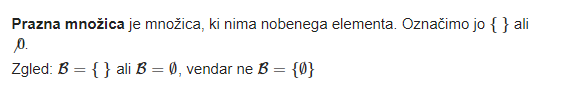 Prazna množica je množica, ki nima nobenega elementa. Označimo jo { } ali
∅.
Zgled: ℬ = { } ali ℬ = ∅, vendar ne ℬ = {∅}